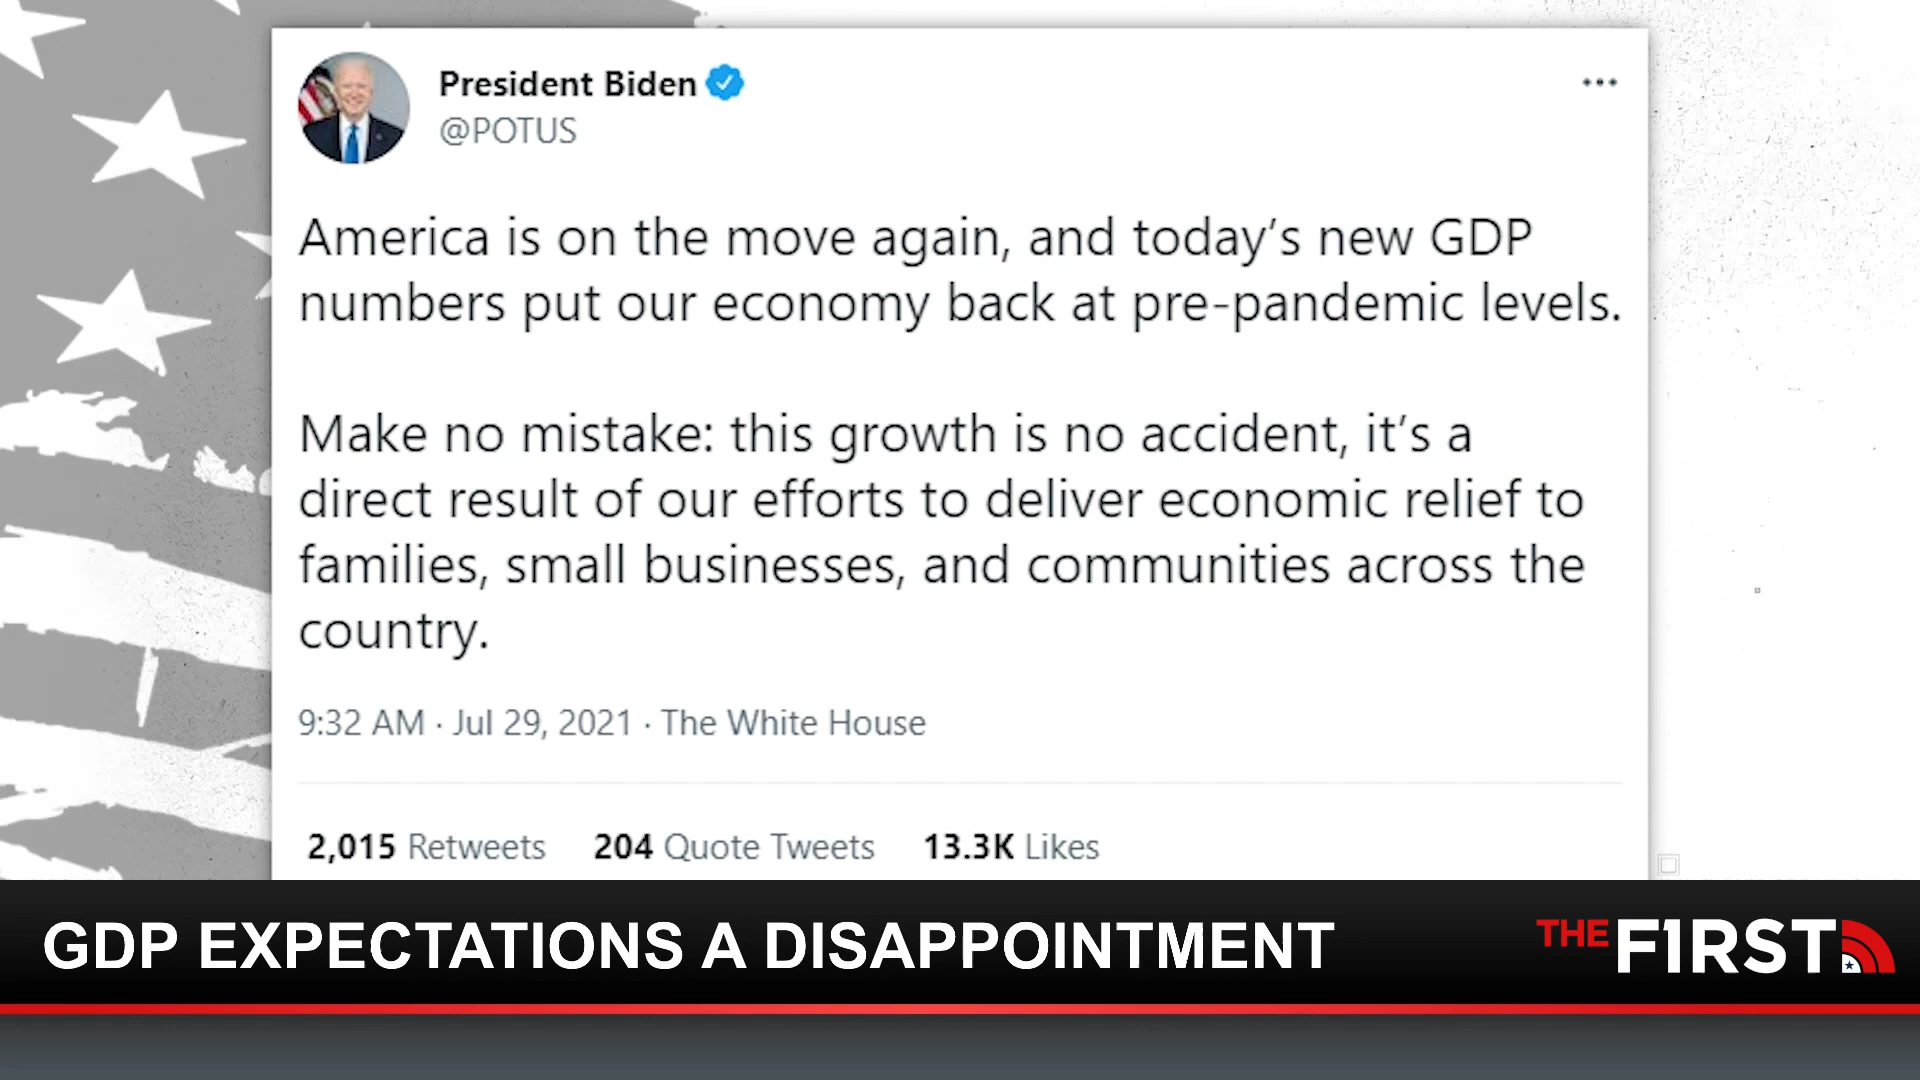 President Biden
@POTUS
America is on the move again, and today’s new GDP
numbers put our economy back at pre-pandemic levels.
Make no mistake: this growth is no accident, it’s a
direct result of our efforts to deliver economic relief to
families, small businesses, and communities across the
country.
9:32 AM · Jul 29, 2021 · The White House
2,015 Retweets 204 Quote Tweets 13.3K Likes
GDP EXPECTATIONS A DISAPPOINTMENT
THE F1RST